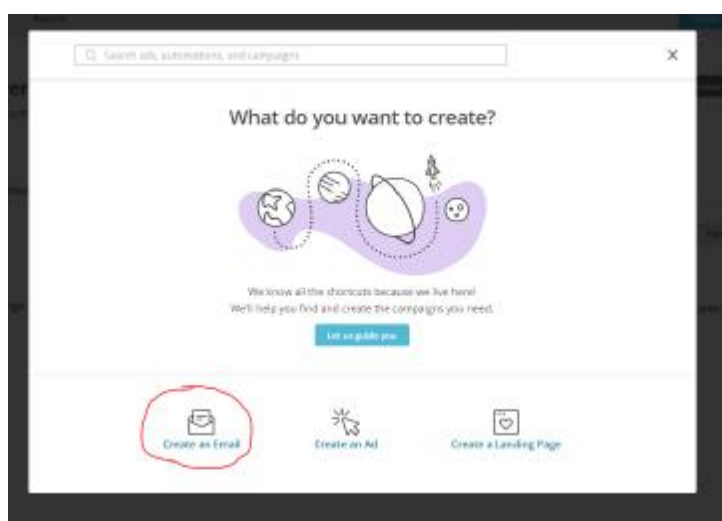 Search ads, automations, and campaigns
What do you want to create?
We know all the shortcuts because we live here!
We'll help you find and create the campaigns you need.
Let us guide you
Create an Email
Create an Ad
Create a Landing Page